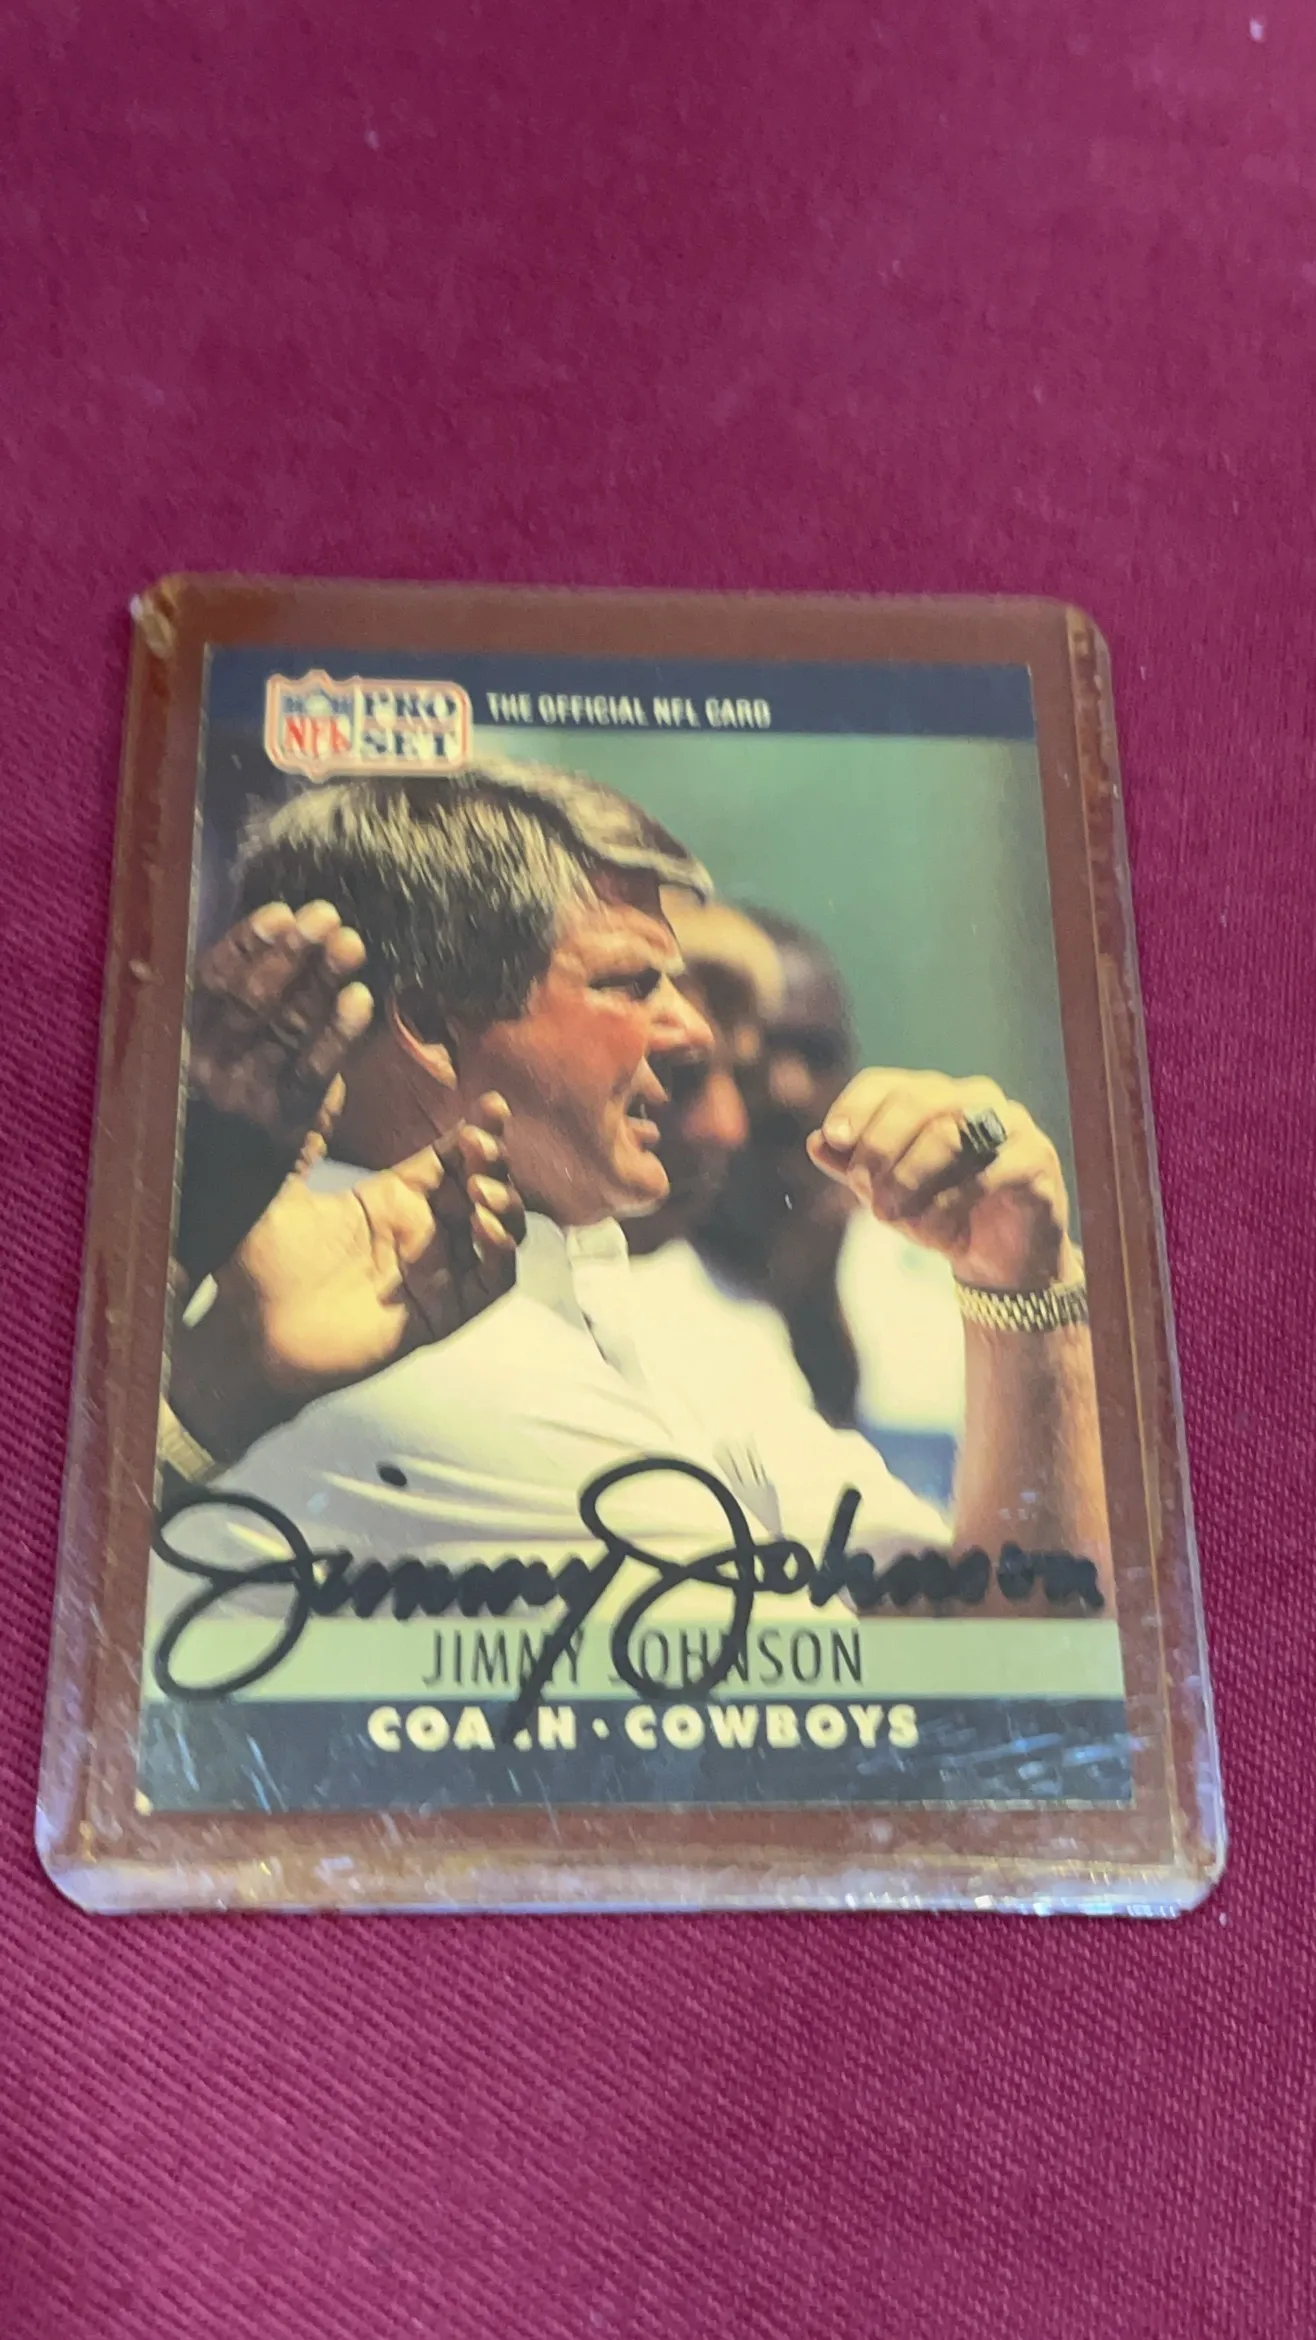 NFL PRO SET THE OFFICIAL NFL CARD
Jimmy Johnson
JIMMY JOHNSON
COACH · COWBOYS